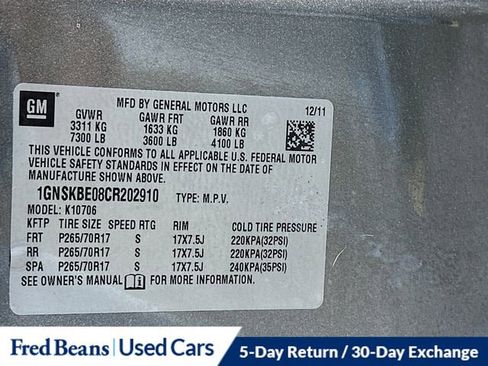 GM
MFD BY GENERAL MOTORS LLC
12/11
GVWR GAWR FRT GAWR RR
3311 KG 1633 KG 1860 KG
7300 LB 3600 LB 4100 LB
THIS VEHICLE CONFORMS TO ALL APPLICABLE U.S. FEDERAL MOTOR
VEHICLE SAFETY STANDARDS IN EFFECT ON THE DATE OF
MANUFACTURE SHOWN ABOVE.
1GNSKBE08CR202910 TYPE: M.P.V.
MODEL: K10706
KFTP TIRE SIZE SPEED RTG RIM COLD TIRE PRESSURE
FRT P265/70R17 S 17X7.5J 220KPA(32PSI)
RR P265/70R17 S 17X7.5J 220KPA(32PSI)
SPA P265/70R17 S 17X7.5J 240KPA(35PSI)
SEE OWNER'S MANUAL FOR MORE INFORMATION.
Fred Beans | Used Cars 5-Day Return / 30-Day Exchange